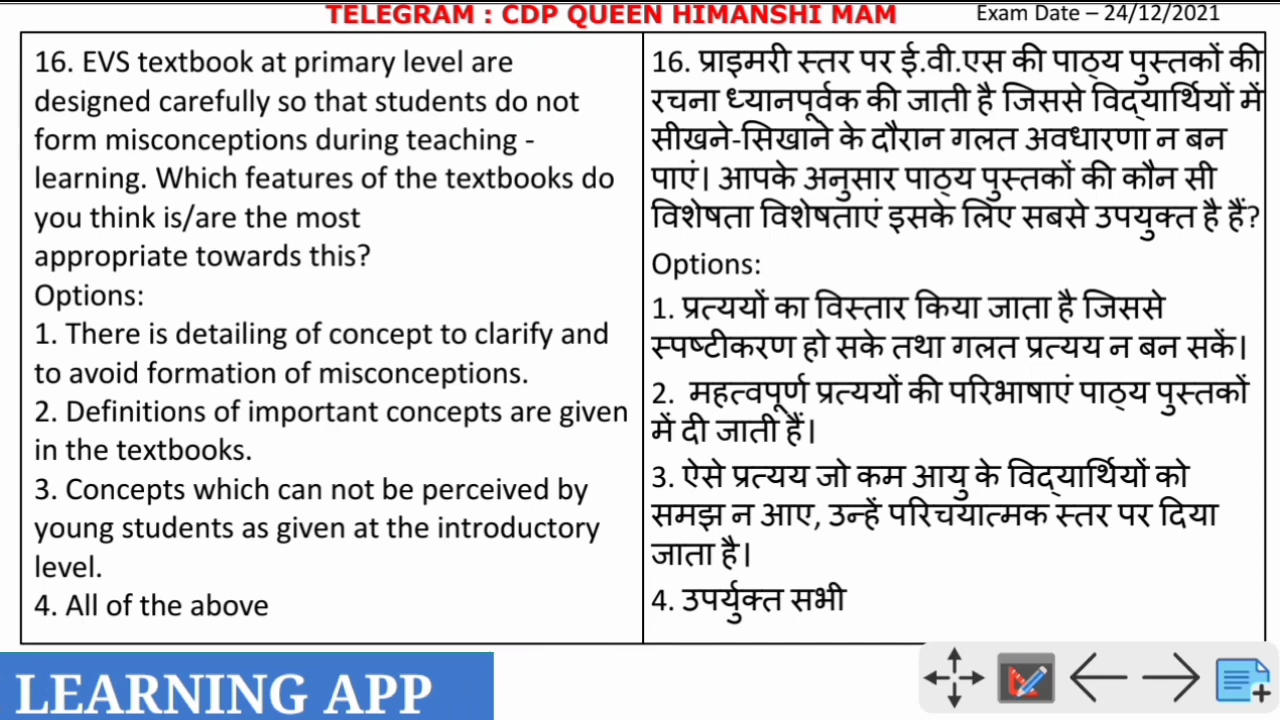 TELEGRAM : CDP QUEEN HIMANSHI MAM
Exam Date – 24/12/2021
16. EVS textbook at primary level are
designed carefully so that students do not
form misconceptions during teaching -
learning. Which features of the textbooks do
you think is/are the most
appropriate towards this?
Options:
1. There is detailing of concept to clarify and
to avoid formation of misconceptions.
2. Definitions of important concepts are given
in the textbooks.
3. Concepts which can not be perceived by
young students as given at the introductory
level.
4. All of the above
16. प्राइमरी स्तर पर ई.वी.एस की पाठ्य पुस्तकों की
रचना ध्यानपूर्वक की जाती है जिससे विद्यार्थियों में
सीखने-सिखाने के दौरान गलत अवधारणा न बन
पाएं। आपके अनुसार पाठ्य पुस्तकों की कौन सी
विशेषता विशेषताएं इसके लिए सबसे उपयुक्त है हैं?
Options:
1. प्रत्ययों का विस्तार किया जाता है जिससे
स्पष्टीकरण हो सके तथा गलत प्रत्यय न बन सकें।
2. महत्वपूर्ण प्रत्ययों की परिभाषाएं पाठ्य पुस्तकों
में दी जाती हैं।
3. ऐसे प्रत्यय जो कम आयु के विद्यार्थियों को
समझ न आए, उन्हें परिचयात्मक स्तर पर दिया
जाता है।
4. उपर्युक्त सभी
LEARNING APP